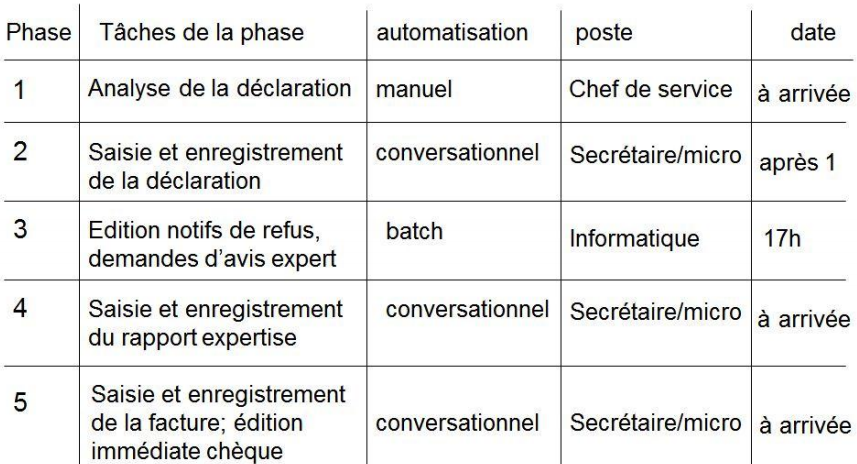 Phase Tâches de la phase automatisation poste date
1 Analyse de la déclaration manuel Chef de service à arrivée
2 Saisie et enregistrement conversationnel Secrétaire/micro après 1
de la déclaration
3 Edition notifs de refus, batch Informatique 17h
demandes d'avis expert
4 Saisie et enregistrement conversationnel Secrétaire/micro à arrivée
du rapport expertise
5 Saisie et enregistrement
de la facture; édition conversationnel Secrétaire/micro à arrivée
immédiate chèque